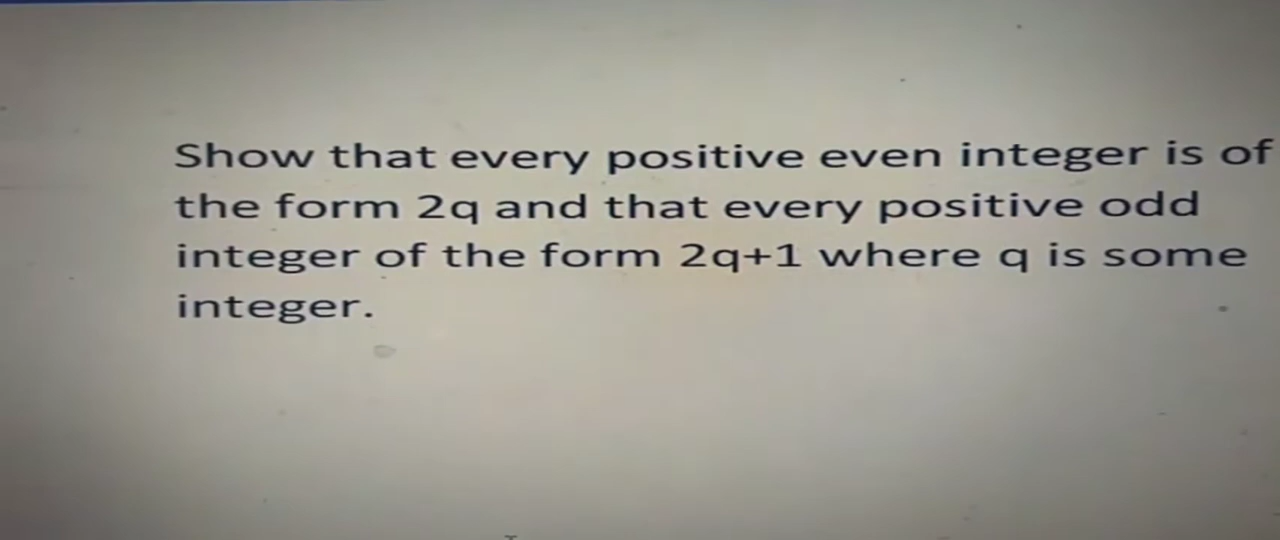 Show that every positive even integer is of
the form 2q and that every positive odd
integer of the form 2q+1 where q is some
integer.